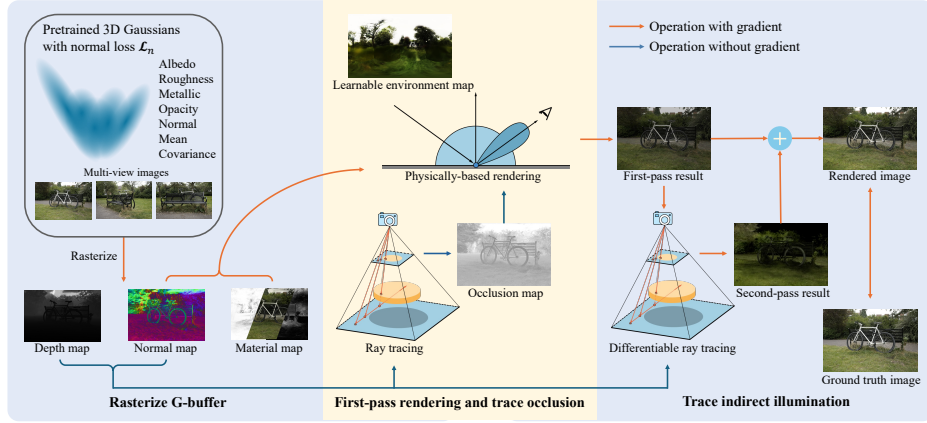 Pretrained 3D Gaussians
with normal loss 𝓛ₙ
Albedo
Roughness
Metallic
Opacity
Normal
Mean
Covariance
Multi-view images
Rasterize
Depth map
Normal map
Material map
Rasterize G-buffer
Learnable environment map
Physically-based rendering
Occlusion map
Ray tracing
First-pass rendering and trace occlusion
Operation with gradient
Operation without gradient
First-pass result
Rendered image
Second-pass result
Differentiable ray tracing
Ground truth image
Trace indirect illumination